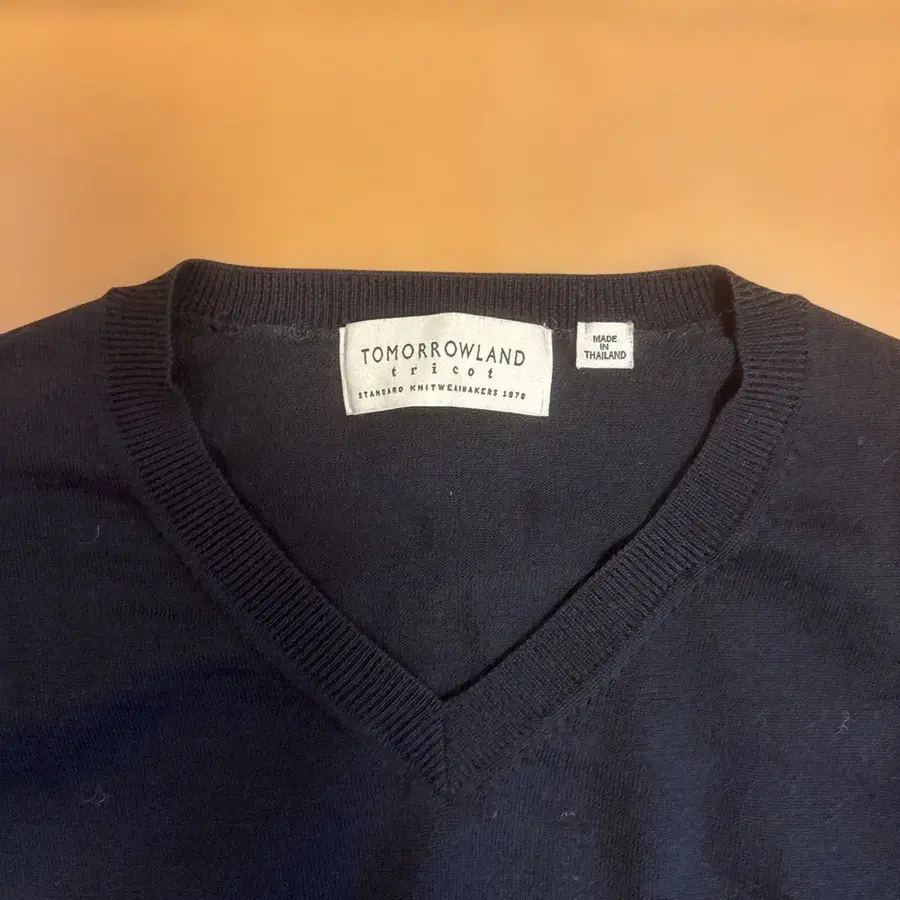 TOMORROWLAND
tricot
STANDARD KNITWEARMAKERS 1978
MADE
IN
THAILAND